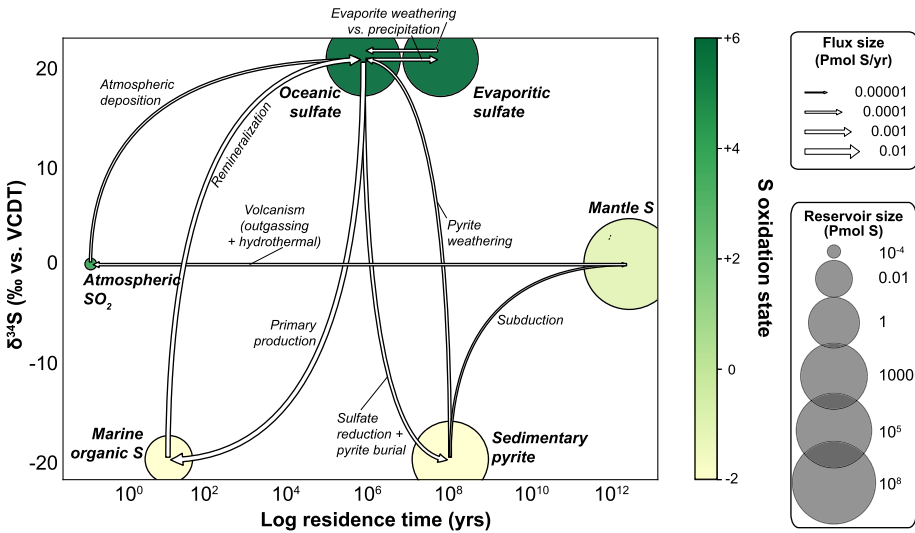 Evaporite weathering
vs. precipitation
Atmospheric
deposition
Remineralization
Oceanic
sulfate
Evaporitic
sulfate
Volcanism
(outgassing
+ hydrothermal)
Pyrite
weathering
Mantle S
Atmospheric
SO2
Primary
production
Subduction
Sulfate
reduction +
pyrite burial
Marine
organic S
Sedimentary
pyrite
20
10
0
-10
-20
δ34S (‰ vs. VCDT)
10^0 10^2 10^4 10^6 10^8 10^10 10^12
Log residence time (yrs)
+6
+4
+2
0
-2
S oxidation state
Flux size
(Pmol S/yr)
0.00001
0.0001
0.001
0.01
Reservoir size
(Pmol S)
10^-4
0.01
1
1000
10^5
10^8